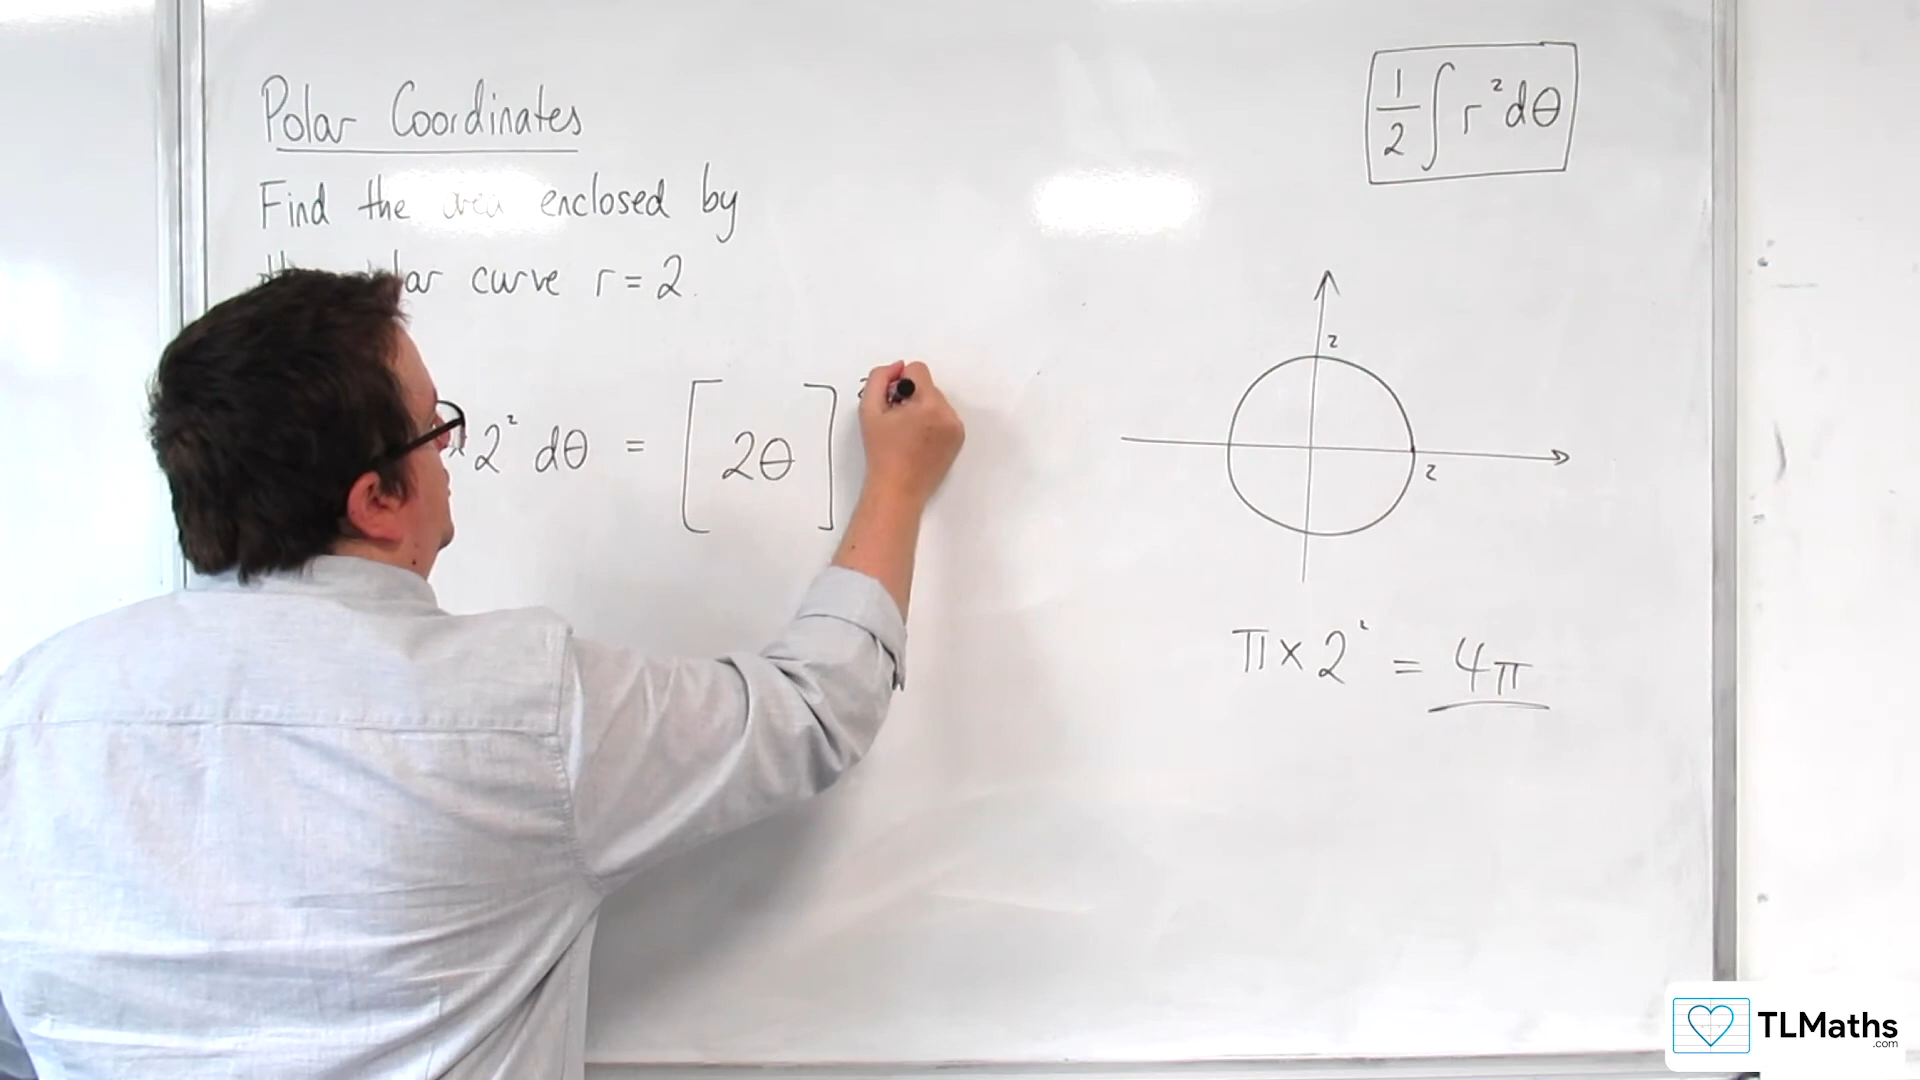 Polar Coordinates
Find the area enclosed by
curve r = 2.
2² dθ = [ 2θ ]
1/2 ∫ r² dθ
2
2
π × 2² = 4π
TLMaths
.com